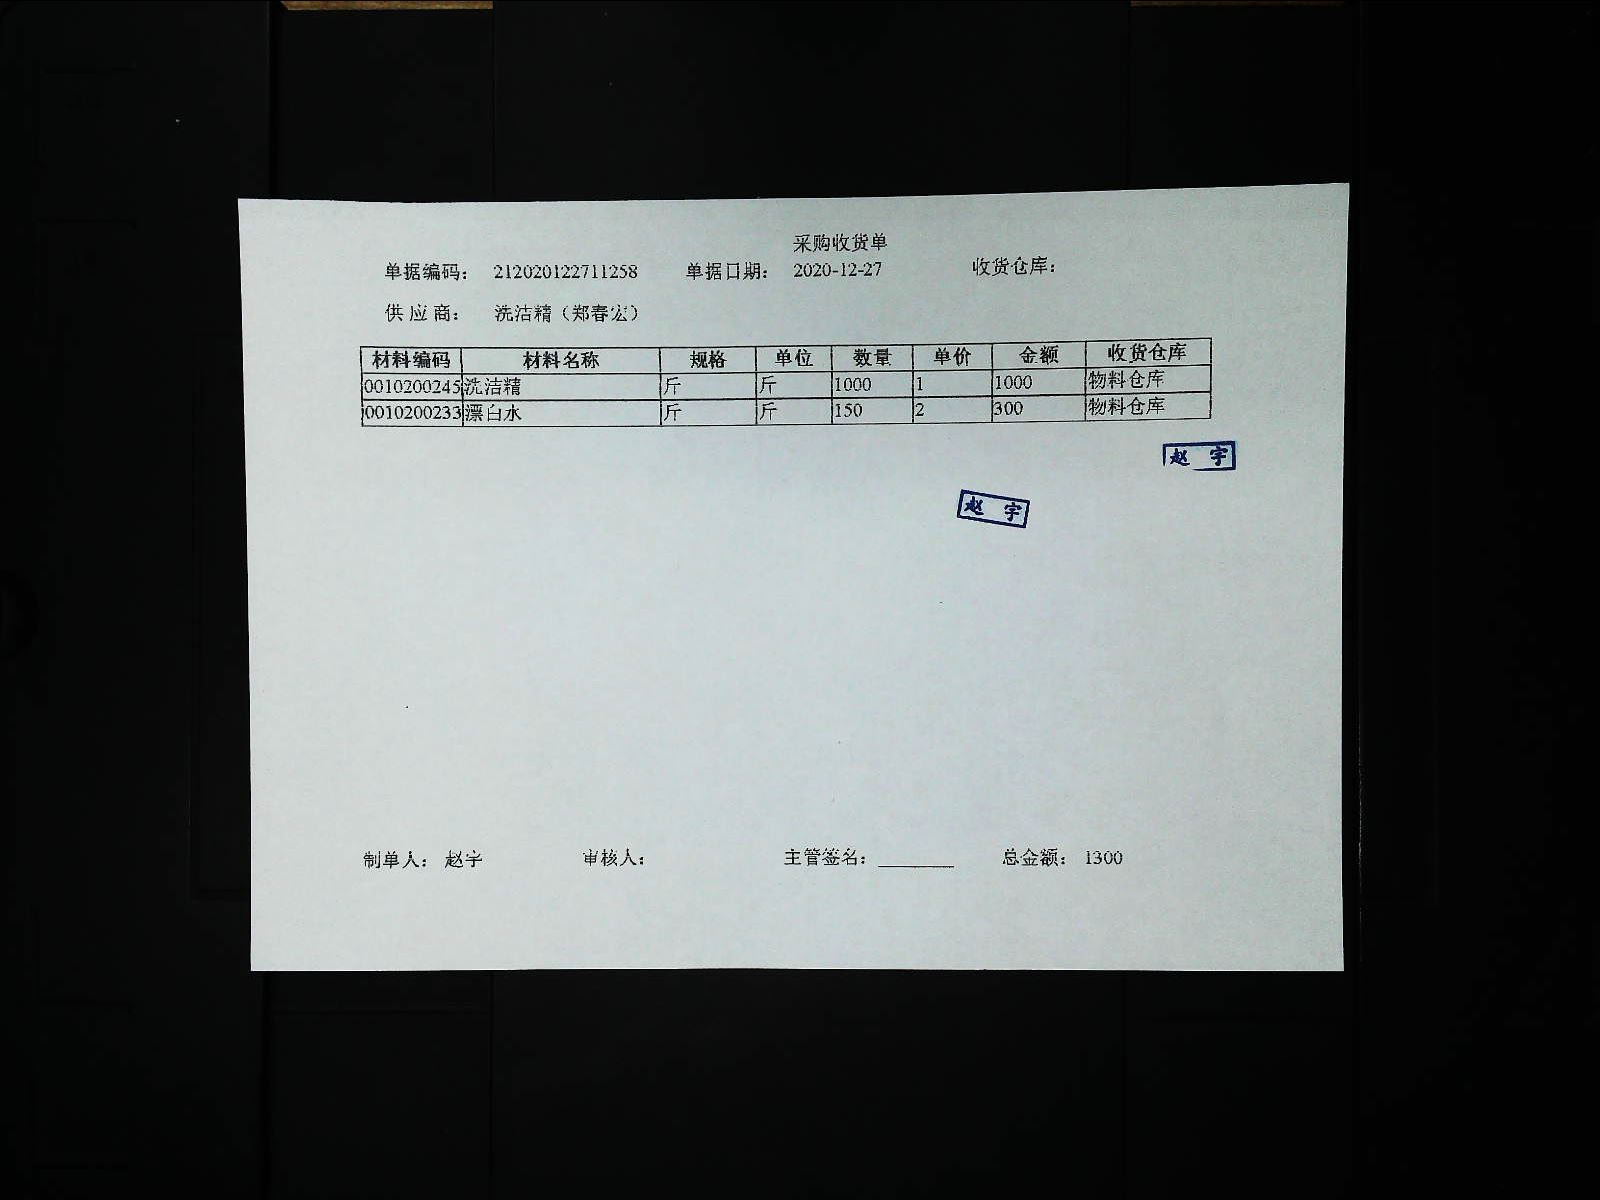 采购收货单
单据编码： 212020122711258 单据日期： 2020-12-27 收货仓库：
供 应 商： 洗洁精（郑春宏）
材料编码 材料名称 规格 单位 数量 单价 金额 收货仓库
0010200245 洗洁精 斤 斤 1000 1 1000 物料仓库
0010200233 漂白水 斤 斤 150 2 300 物料仓库
赵 宇
赵 宇
制单人： 赵宇 审核人： 主管签名： 总金额： 1300